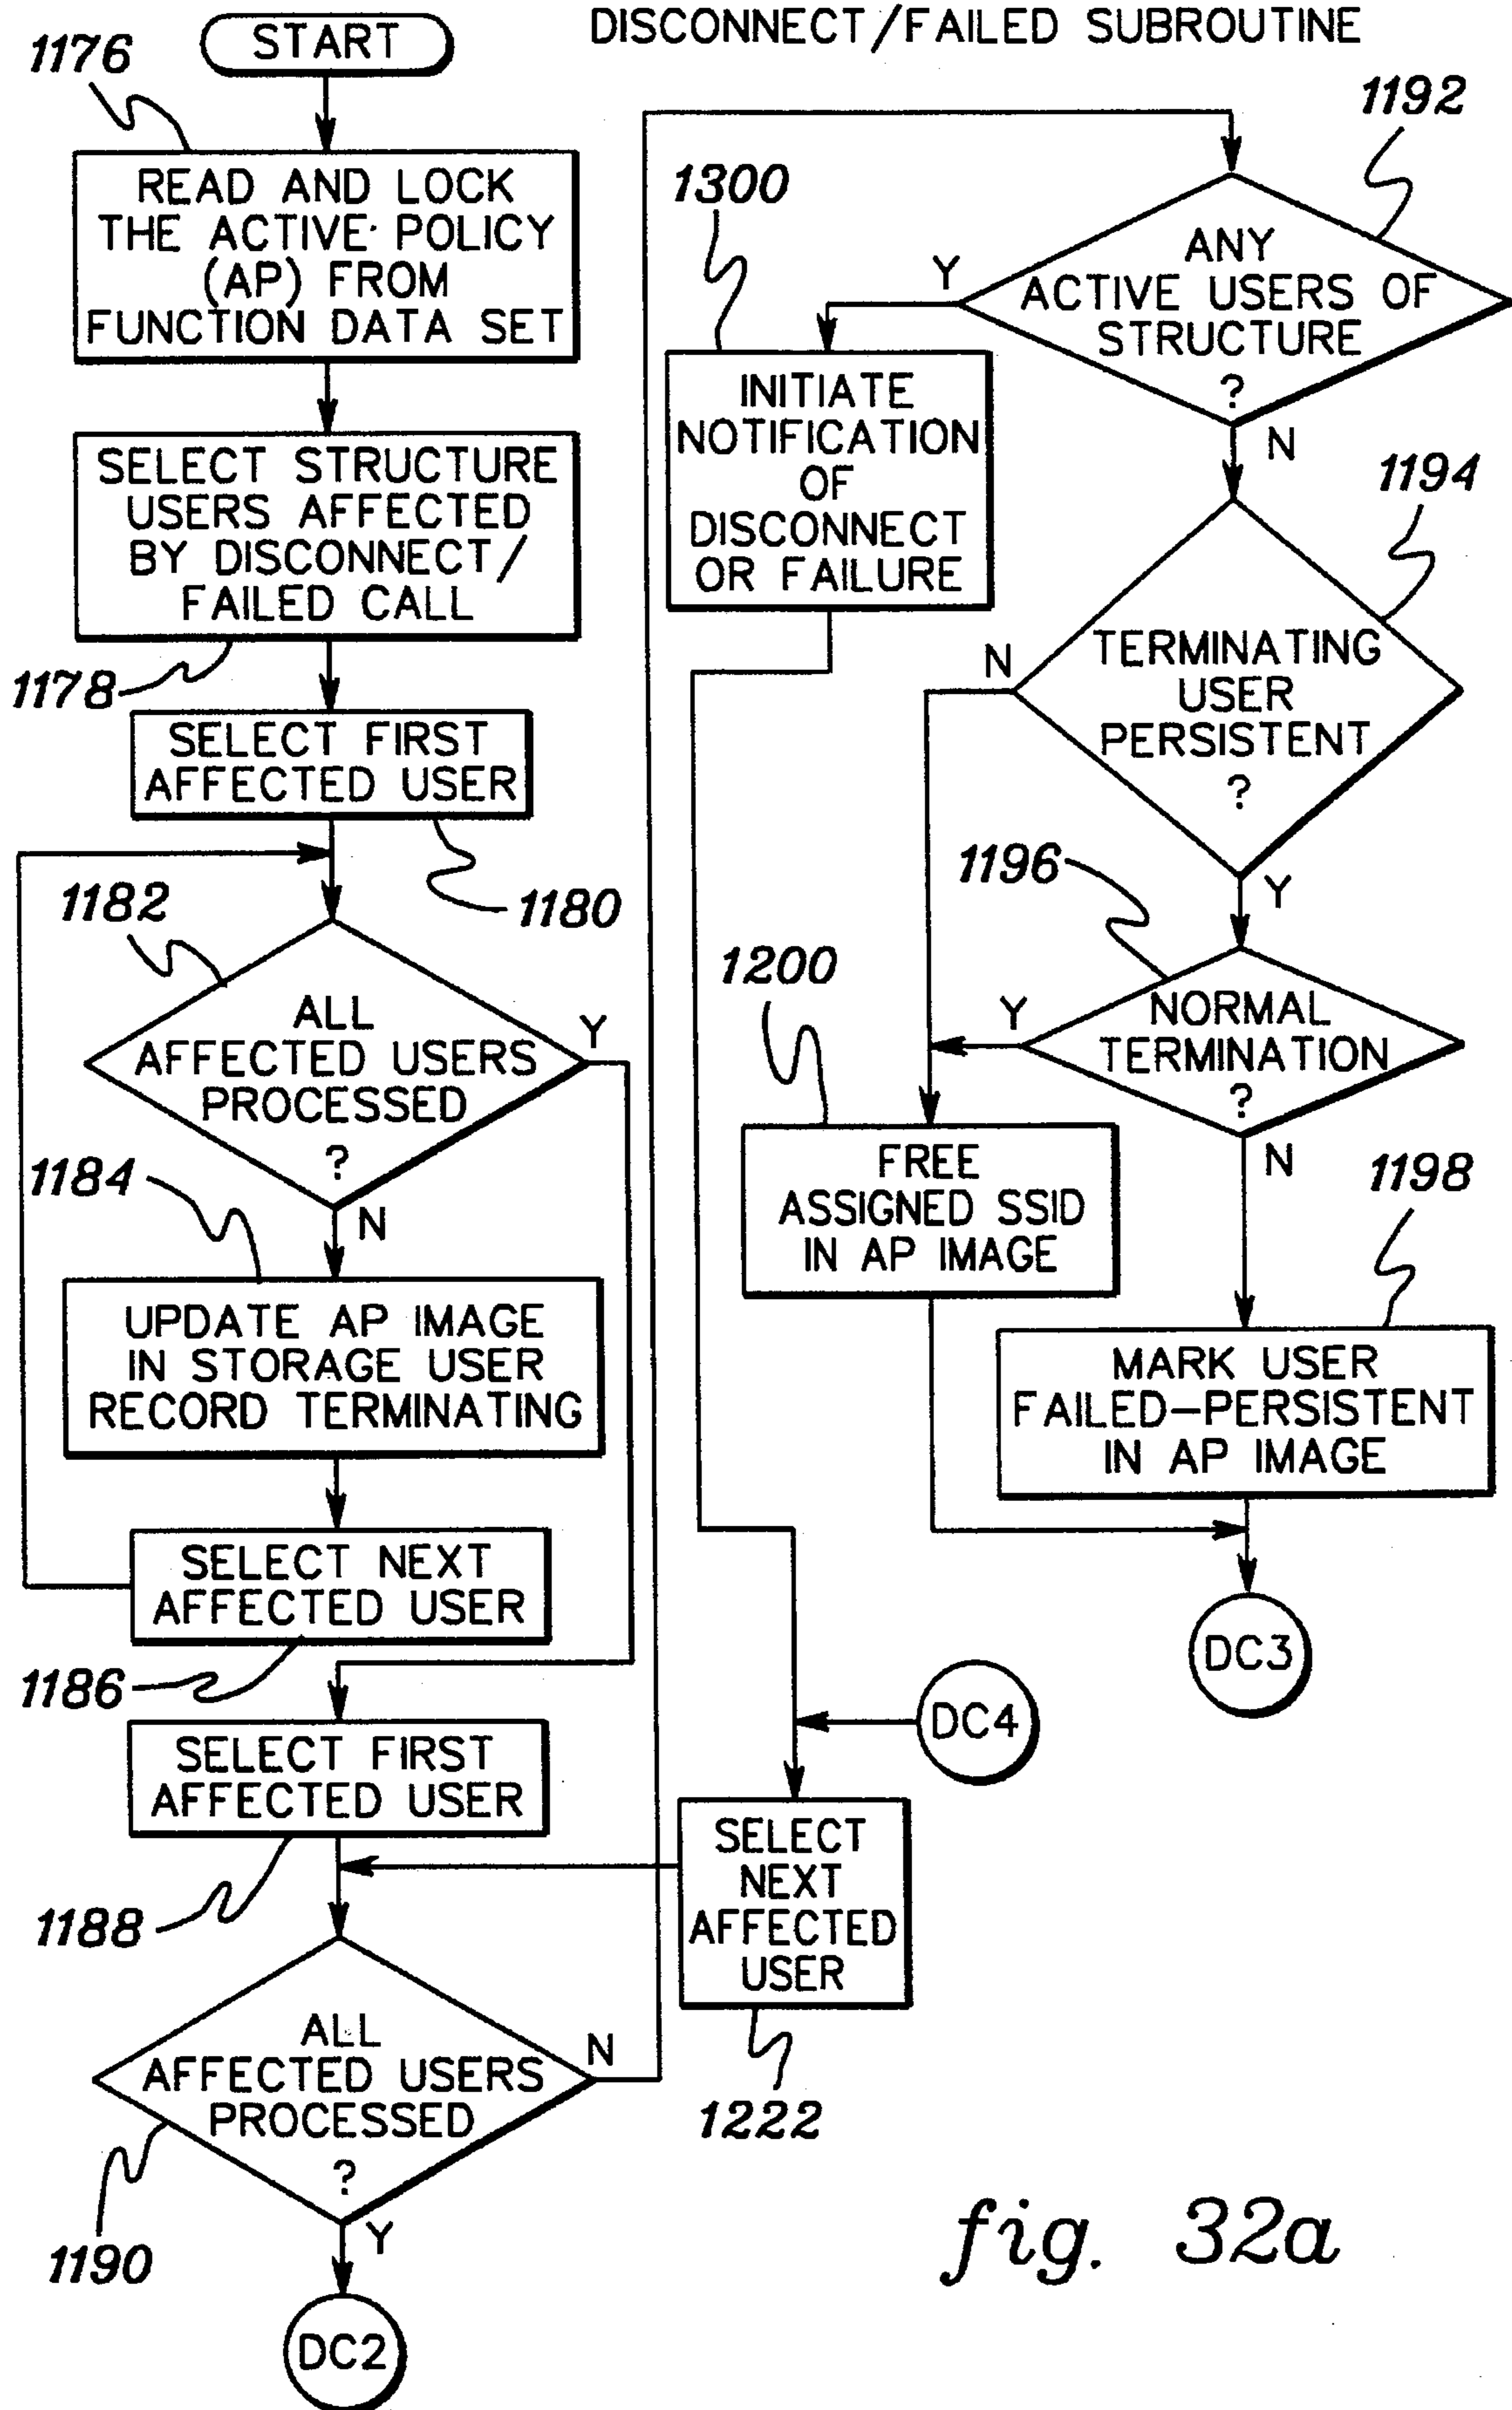 DISCONNECT/FAILED SUBROUTINE
START
1176
READ AND LOCK
THE ACTIVE POLICY
(AP) FROM
FUNCTION DATA SET
SELECT STRUCTURE
USERS AFFECTED
BY DISCONNECT/
FAILED CALL
1178
SELECT FIRST
AFFECTED USER
1180
1182
ALL
AFFECTED USERS
PROCESSED
?
Y
N
1184
UPDATE AP IMAGE
IN STORAGE USER
RECORD TERMINATING
SELECT NEXT
AFFECTED USER
1186
SELECT FIRST
AFFECTED USER
1188
ALL
AFFECTED USERS
PROCESSED
?
N
1190
Y
DC2
1192
ANY
ACTIVE USERS OF
STRUCTURE
?
Y
N
1300
INITIATE
NOTIFICATION
OF
DISCONNECT
OR FAILURE
1194
TERMINATING
USER
PERSISTENT
?
N
Y
1196
NORMAL
TERMINATION
?
Y
N
1200
FREE
ASSIGNED SSID
IN AP IMAGE
1198
MARK USER
FAILED-PERSISTENT
IN AP IMAGE
DC3
DC4
SELECT
NEXT
AFFECTED
USER
1222
fig. 32a